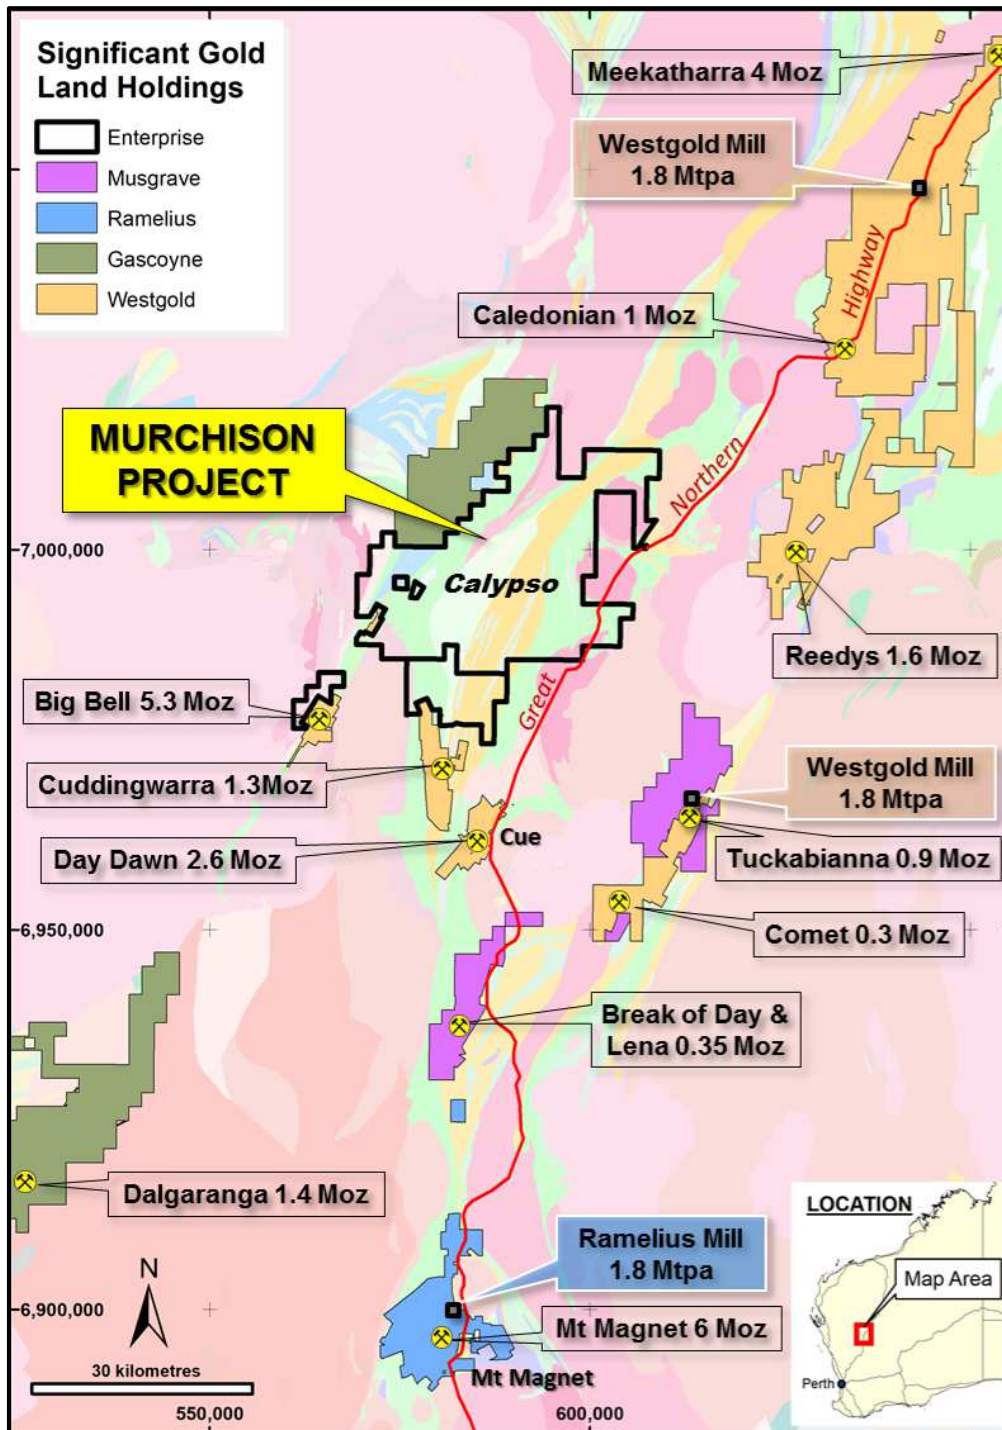 Significant Gold
Land Holdings
Enterprise
Musgrave
Ramelius
Gascoyne
Westgold
Meekatharra 4 Moz
Westgold Mill
1.8 Mtpa
Highway
Caledonian 1 Moz
MURCHISON
PROJECT
Northern
7,000,000
Calypso
Reedys 1.6 Moz
Big Bell 5.3 Moz
Great
Cuddingwarra 1.3Moz
Westgold Mill
1.8 Mtpa
Day Dawn 2.6 Moz
Cue
Tuckabianna 0.9 Moz
6,950,000
Comet 0.3 Moz
Break of Day &
Lena 0.35 Moz
Dalgaranga 1.4 Moz
LOCATION
Map Area
Perth
Ramelius Mill
1.8 Mtpa
N
6,900,000
Mt Magnet 6 Moz
30 kilometres
Mt Magnet
550,000
600,000